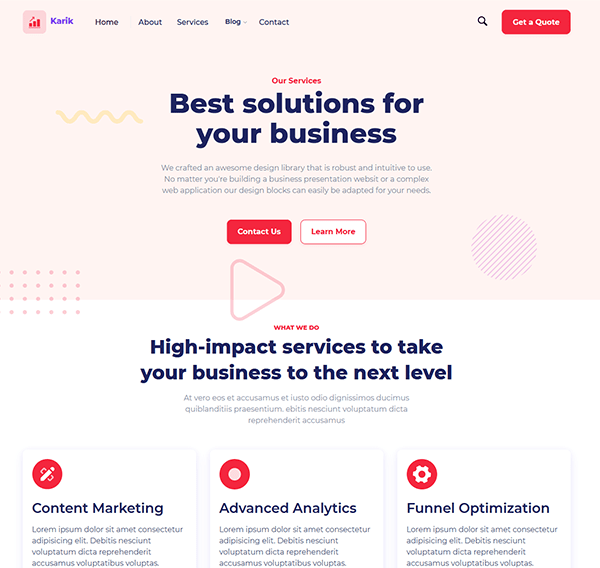 Karik
Home
About
Services
Blog
Contact
Get a Quote
Our Services
Best solutions for
your business
We crafted an awesome design library that is robust and intuitive to use.
No matter you're building a business presentation websit or a complex
web application our design blocks can easily be adapted for your needs.
Contact Us
Learn More
WHAT WE DO
High-impact services to take
your business to the next level
At vero eos et accusamus et iusto odio dignissimos ducimus
quiblanditiis praesentium. ebitis nesciunt voluptatum dicta
reprehenderit accusamus
Content Marketing
Lorem ipsum dolor sit amet consectetur
adipisicing elit. Debitis nesciunt
voluptatum dicta reprehenderit
accusamus voluptatibus voluptas.
Advanced Analytics
Lorem ipsum dolor sit amet consectetur
adipisicing elit. Debitis nesciunt
voluptatum dicta reprehenderit
accusamus voluptatibus voluptas.
Funnel Optimization
Lorem ipsum dolor sit amet consectetur
adipisicing elit. Debitis nesciunt
voluptatum dicta reprehenderit
accusamus voluptatibus voluptas.